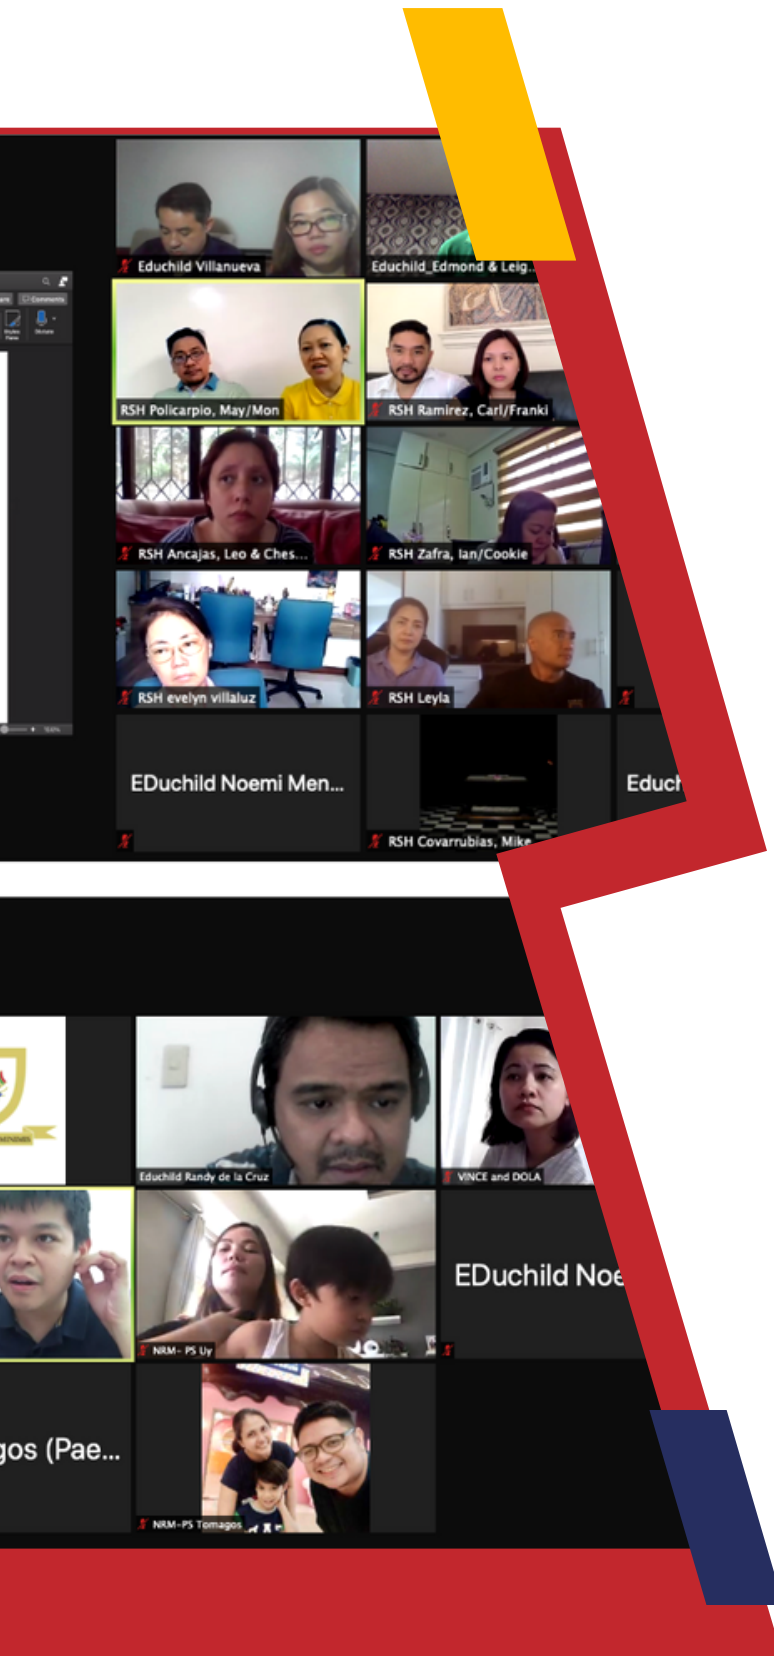 Educhild Villanueva
Educhild_Edmond & Leig...
Comments
RSH Policarpio, May/Mon
RSH Ramirez, Carl/Franki
RSH Ancajas, Leo & Ches...
RSH Zafra, Ian/Cookie
RSH evelyn villaluz
RSH Leyla
EDuchild Noemi Men...
Educh
RSH Covarrubias, Mike
Educhild Randy de la Cruz
VINCE and DOLA
NRM- PS Uy
EDuchild Noe
gos (Pae...
NRM-PS Tomagos